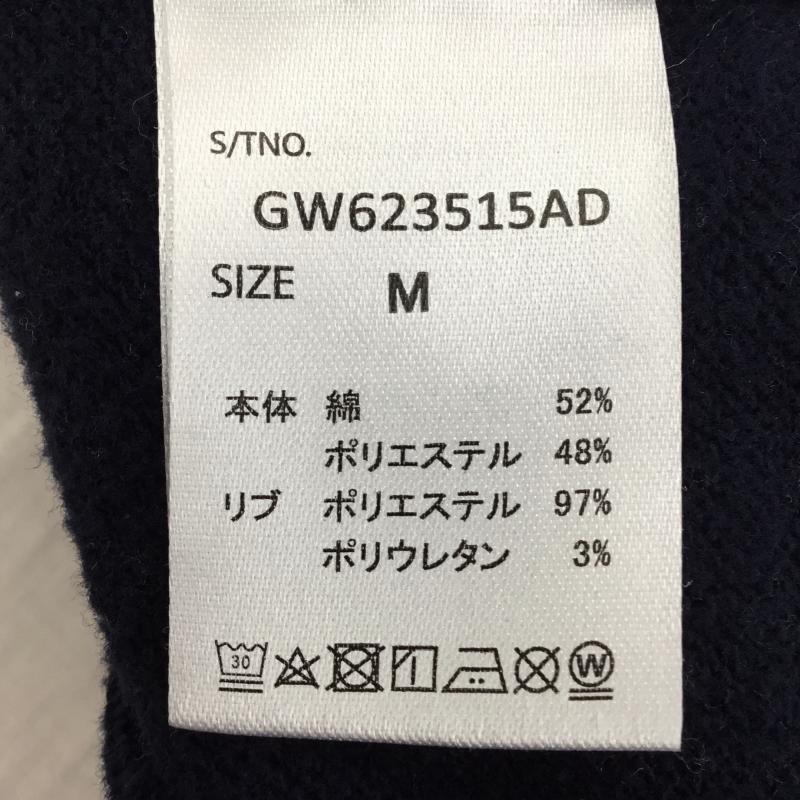 S/TNO.
GW623515AD
SIZE M
本体 綿 52%
ポリエステル 48%
リブ ポリエステル 97%
ポリウレタン 3%
30 W